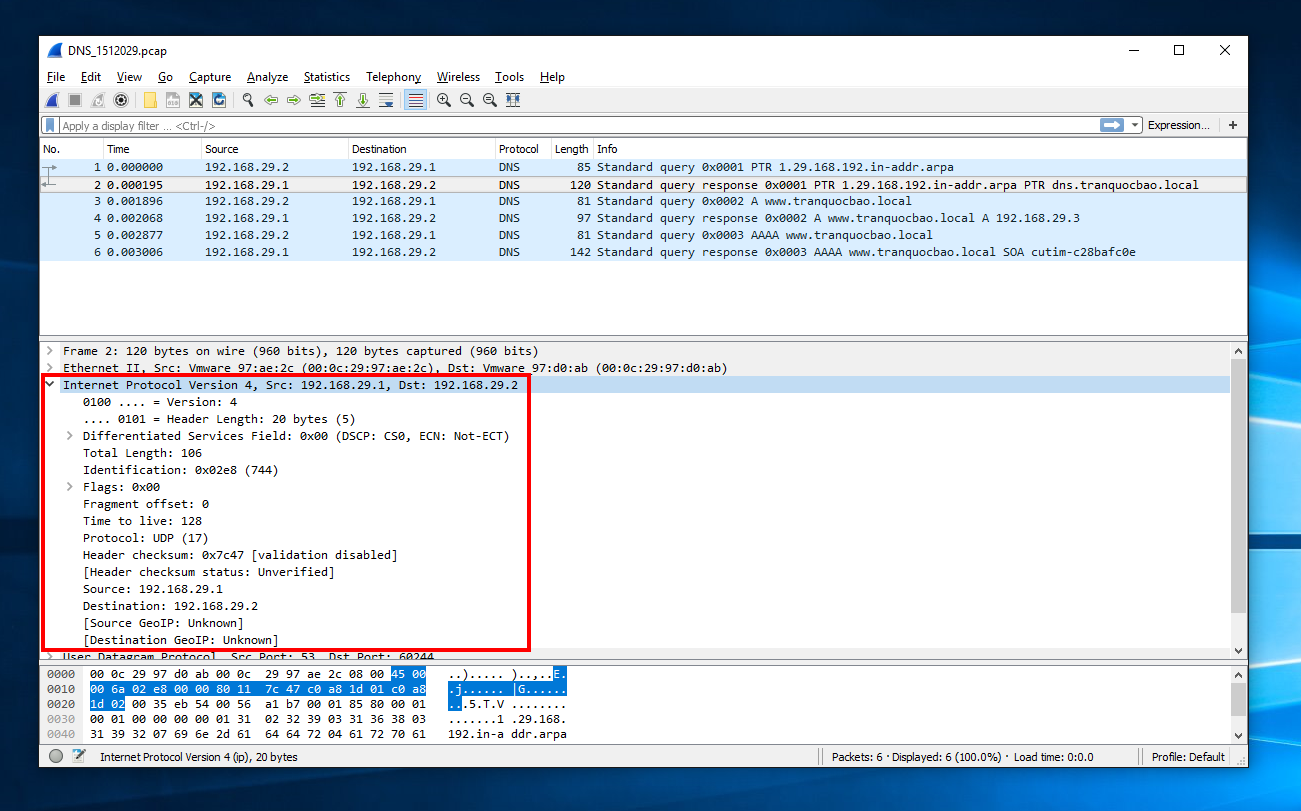 DNS_1512029.pcap
File Edit View Go Capture Analyze Statistics Telephony Wireless Tools Help
Apply a display filter ... <Ctrl-/> Expression... +
No. Time Source Destination Protocol Length Info
1 0.000000 192.168.29.2 192.168.29.1 DNS 85 Standard query 0x0001 PTR 1.29.168.192.in-addr.arpa
2 0.000195 192.168.29.1 192.168.29.2 DNS 120 Standard query response 0x0001 PTR 1.29.168.192.in-addr.arpa PTR dns.tranquocbao.local
3 0.001896 192.168.29.2 192.168.29.1 DNS 81 Standard query 0x0002 A www.tranquocbao.local
4 0.002068 192.168.29.1 192.168.29.2 DNS 97 Standard query response 0x0002 A www.tranquocbao.local A 192.168.29.3
5 0.002877 192.168.29.2 192.168.29.1 DNS 81 Standard query 0x0003 AAAA www.tranquocbao.local
6 0.003006 192.168.29.1 192.168.29.2 DNS 142 Standard query response 0x0003 AAAA www.tranquocbao.local SOA cutim-c28bafc0e
Frame 2: 120 bytes on wire (960 bits), 120 bytes captured (960 bits)
Ethernet II, Src: Vmware_97:ae:2c (00:0c:29:97:ae:2c), Dst: Vmware_97:d0:ab (00:0c:29:97:d0:ab)
Internet Protocol Version 4, Src: 192.168.29.1, Dst: 192.168.29.2
0100 .... = Version: 4
.... 0101 = Header Length: 20 bytes (5)
Differentiated Services Field: 0x00 (DSCP: CS0, ECN: Not-ECT)
Total Length: 106
Identification: 0x02e8 (744)
Flags: 0x00
Fragment offset: 0
Time to live: 128
Protocol: UDP (17)
Header checksum: 0x7c47 [validation disabled]
[Header checksum status: Unverified]
Source: 192.168.29.1
Destination: 192.168.29.2
[Source GeoIP: Unknown]
[Destination GeoIP: Unknown]
User Datagram Protocol, Src Port: 53, Dst Port: 60244
0000 00 0c 29 97 d0 ab 00 0c 29 97 ae 2c 08 00 45 00 ..)..... )..,..E.
0010 00 6a 02 e8 00 00 80 11 7c 47 c0 a8 1d 01 c0 a8 .j...... |G......
0020 1d 02 00 35 eb 54 00 56 a1 b7 00 01 85 80 00 01 ...5.T.V ........
0030 00 01 00 00 00 00 01 31 02 32 39 03 31 36 38 03 .......1 .29.168.
0040 31 39 32 07 69 6e 2d 61 64 64 72 04 61 72 70 61 192.in-a ddr.arpa
Internet Protocol Version 4 (ip), 20 bytes Packets: 6 · Displayed: 6 (100.0%) · Load time: 0:0.0 Profile: Default